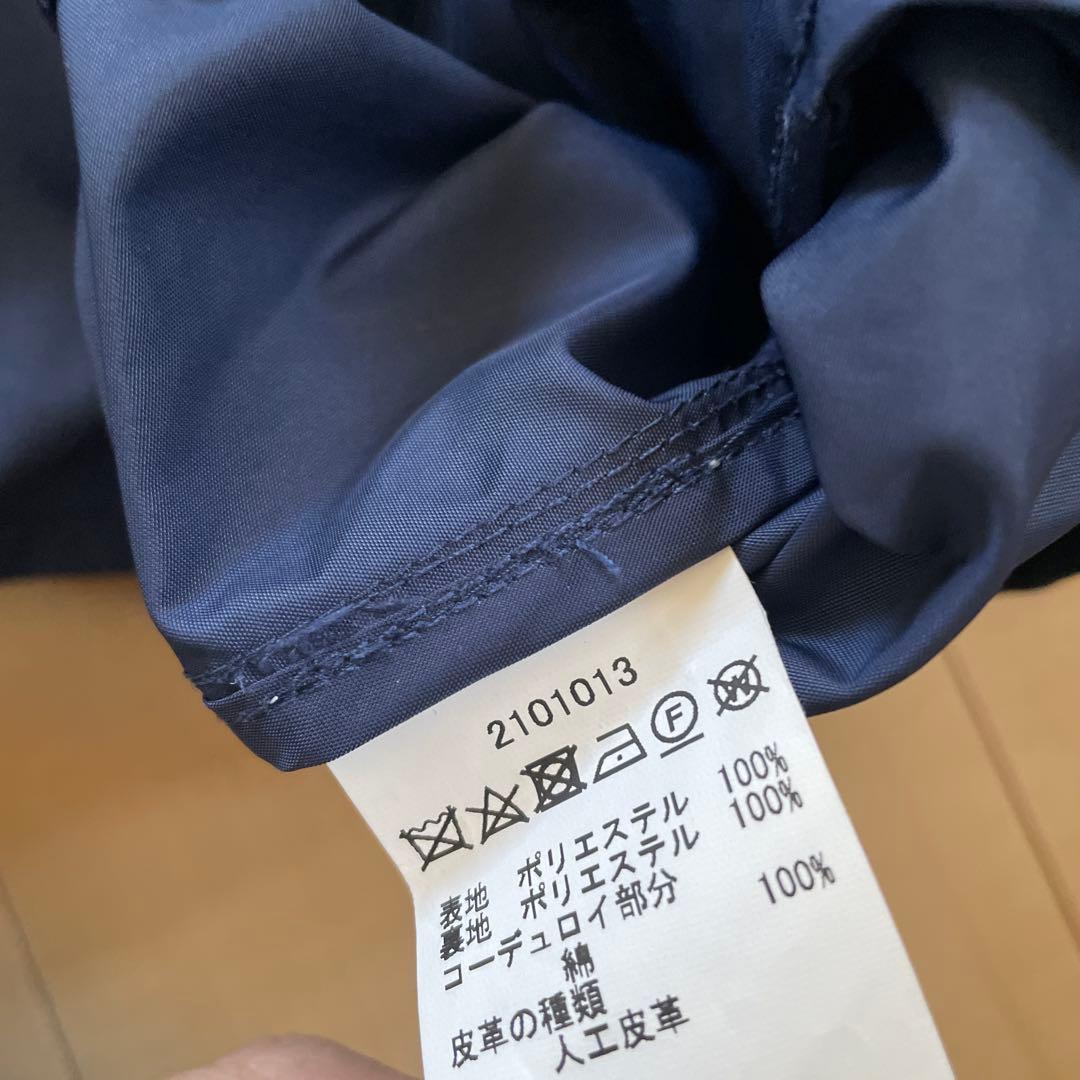 2101013
F W
表地 ポリエステル 100%
裏地 ポリエステル 100%
コーデュロイ部分
綿 100%
皮革の種類
人工皮革